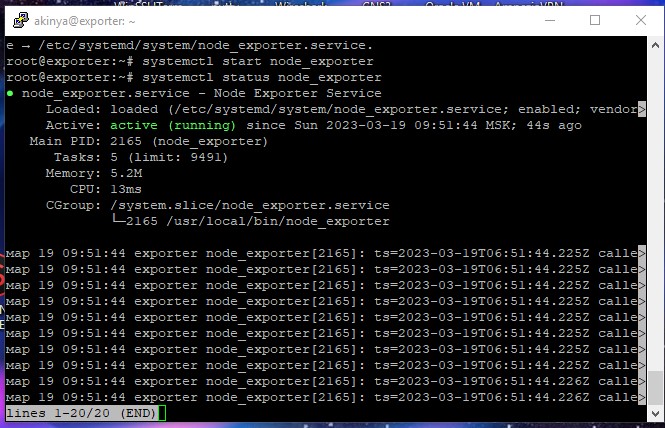 akinya@exporter: ~
e → /etc/systemd/system/node_exporter.service.
root@exporter:~# systemctl start node_exporter
root@exporter:~# systemctl status node_exporter
● node_exporter.service - Node Exporter Service
Loaded: loaded (/etc/systemd/system/node_exporter.service; enabled; vendor>
Active: active (running) since Sun 2023-03-19 09:51:44 MSK; 44s ago
Main PID: 2165 (node_exporter)
Tasks: 5 (limit: 9491)
Memory: 5.2M
CPU: 13ms
CGroup: /system.slice/node_exporter.service
└─2165 /usr/local/bin/node_exporter
мар 19 09:51:44 exporter node_exporter[2165]: ts=2023-03-19T06:51:44.225Z calle>
мар 19 09:51:44 exporter node_exporter[2165]: ts=2023-03-19T06:51:44.225Z calle>
мар 19 09:51:44 exporter node_exporter[2165]: ts=2023-03-19T06:51:44.225Z calle>
мар 19 09:51:44 exporter node_exporter[2165]: ts=2023-03-19T06:51:44.225Z calle>
мар 19 09:51:44 exporter node_exporter[2165]: ts=2023-03-19T06:51:44.225Z calle>
мар 19 09:51:44 exporter node_exporter[2165]: ts=2023-03-19T06:51:44.225Z calle>
мар 19 09:51:44 exporter node_exporter[2165]: ts=2023-03-19T06:51:44.225Z calle>
мар 19 09:51:44 exporter node_exporter[2165]: ts=2023-03-19T06:51:44.225Z calle>
мар 19 09:51:44 exporter node_exporter[2165]: ts=2023-03-19T06:51:44.226Z calle>
мар 19 09:51:44 exporter node_exporter[2165]: ts=2023-03-19T06:51:44.226Z calle>
lines 1-20/20 (END)